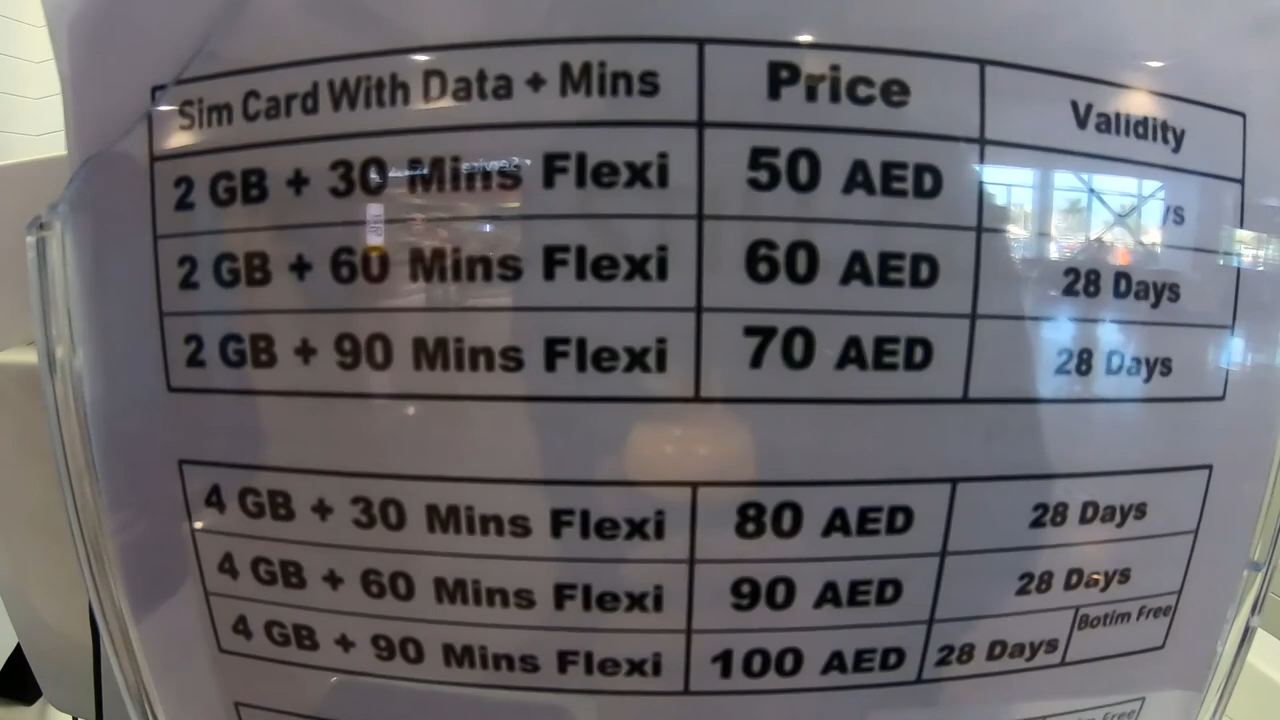 Sim Card With Data + Mins Price Validity
2 GB + 30 Mins Flexi 50 AED
2 GB + 60 Mins Flexi 60 AED 28 Days
2 GB + 90 Mins Flexi 70 AED 28 Days
4 GB + 30 Mins Flexi 80 AED 28 Days
4 GB + 60 Mins Flexi 90 AED 28 Days
4 GB + 90 Mins Flexi 100 AED 28 Days Botim Free
Free